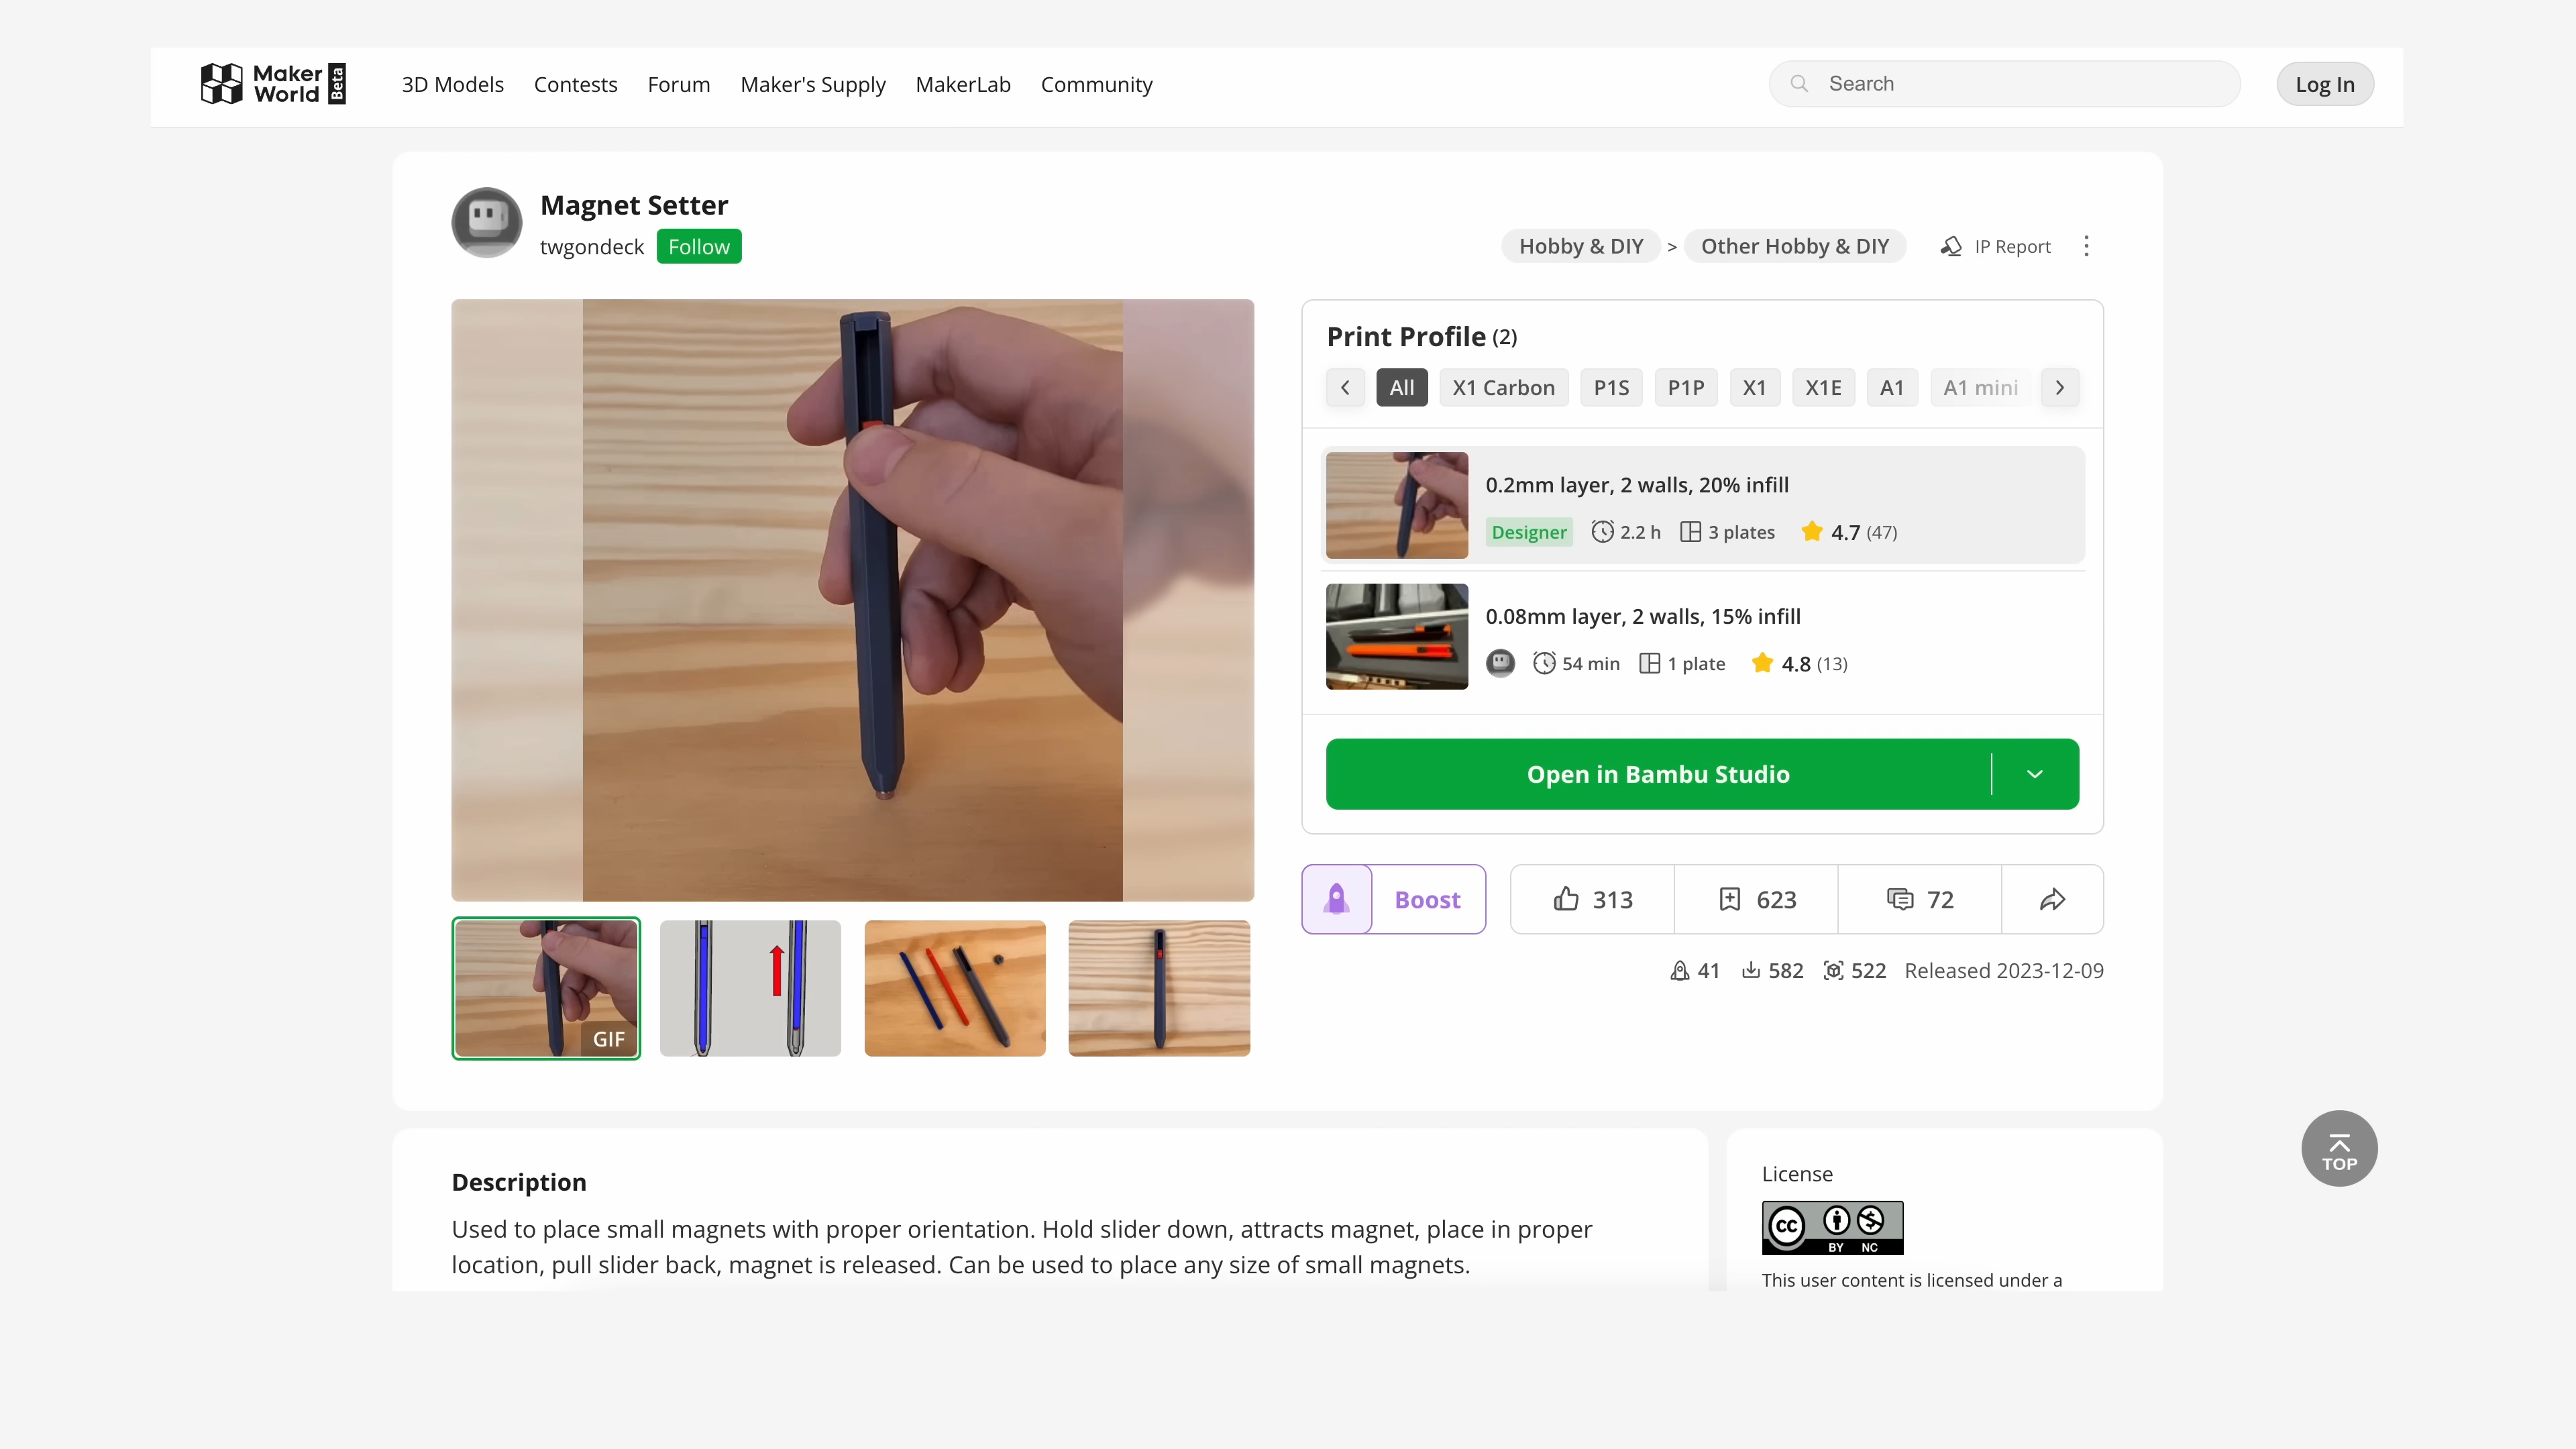 Maker World Beta
3D Models Contests Forum Maker's Supply MakerLab Community
Search
Log In
Magnet Setter
twgondeck Follow
Hobby & DIY > Other Hobby & DIY IP Report
Print Profile (2)
All X1 Carbon P1S P1P X1 X1E A1 A1 mini
0.2mm layer, 2 walls, 20% infill
Designer 2.2 h 3 plates 4.7 (47)
0.08mm layer, 2 walls, 15% infill
54 min 1 plate 4.8 (13)
Open in Bambu Studio
Boost 313 623 72
41 582 522 Released 2023-12-09
GIF
TOP
Description
Used to place small magnets with proper orientation. Hold slider down, attracts magnet, place in proper
location, pull slider back, magnet is released. Can be used to place any size of small magnets.
License
CC BY NC
This user content is licensed under a